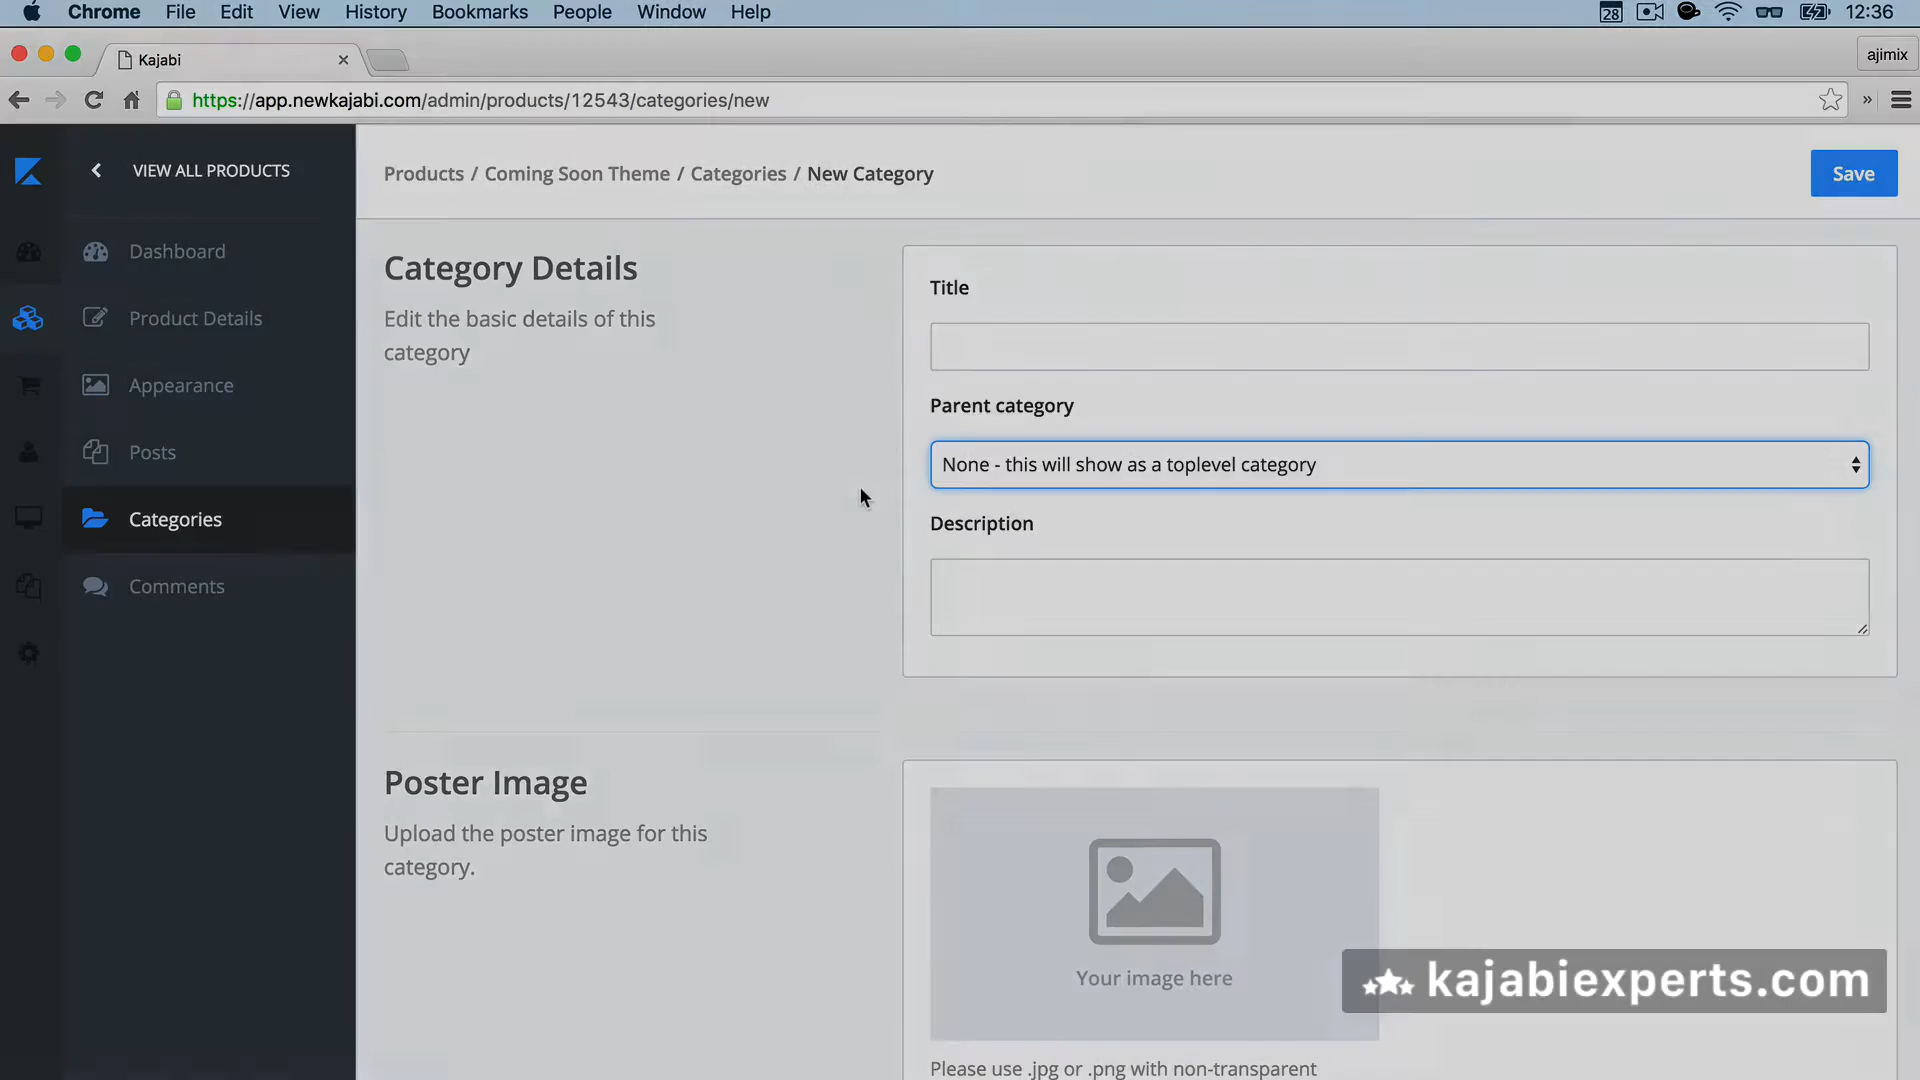 Chrome File Edit View History Bookmarks People Window Help
28 12:36
Kajabi
ajimix
https://app.newkajabi.com/admin/products/12543/categories/new
»
VIEW ALL PRODUCTS
Products / Coming Soon Theme / Categories / New Category
Save
Dashboard
Product Details
Appearance
Posts
Categories
Comments
Category Details
Edit the basic details of this
category
Title
Parent category
None - this will show as a toplevel category
Description
Poster Image
Upload the poster image for this
category.
Your image here
kajabiexperts.com
Please use .jpg or .png with non-transparent